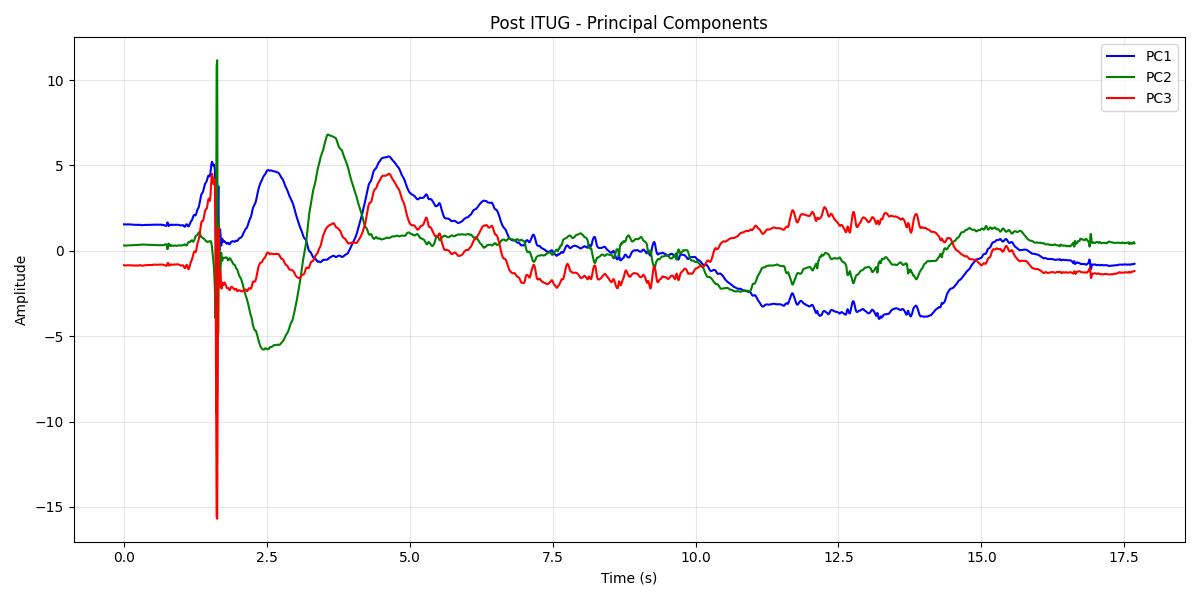 Post ITUG - Principal Components
PC1
PC2
PC3
Amplitude
10
5
0
−5
−10
−15
0.0 2.5 5.0 7.5 10.0 12.5 15.0 17.5
Time (s)